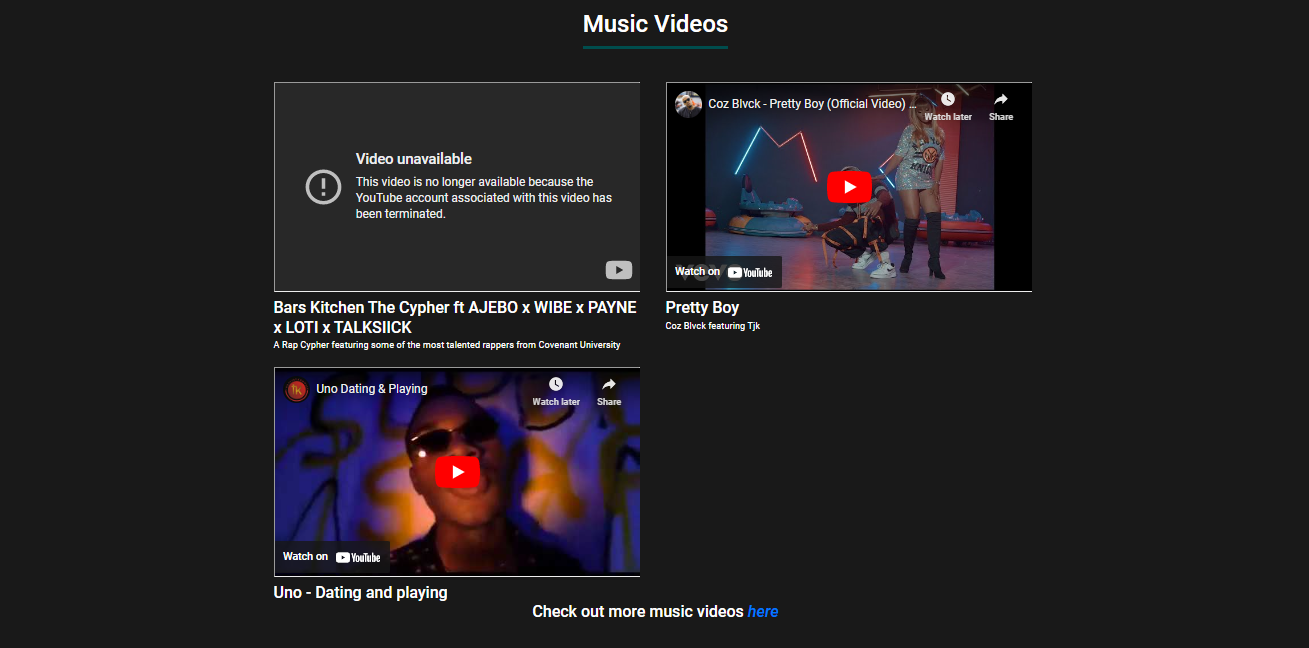 Music Videos
Video unavailable
This video is no longer available because the
YouTube account associated with this video has
been terminated.
Coz Blvck - Pretty Boy (Official Video) ...
Watch later
Share
Watch on YouTube
Bars Kitchen The Cypher ft AJEBO x WIBE x PAYNE
x LOTI x TALKSIICK
A Rap Cypher featuring some of the most talented rappers from Covenant University
Pretty Boy
Coz Blvck featuring Tjk
Uno Dating & Playing
Watch later
Share
Watch on YouTube
Uno - Dating and playing
Check out more music videos here